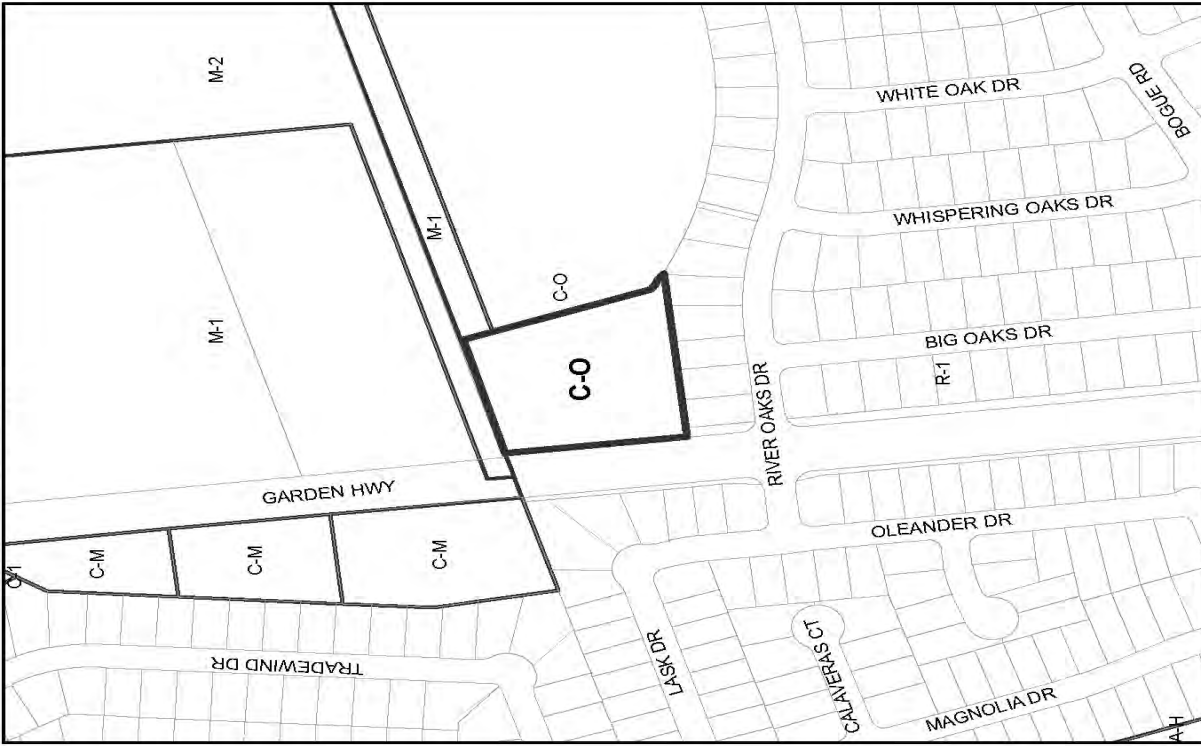 M-2
WHITE OAK DR
BOGUE RD
M-1
M-1
WHISPERING OAKS DR
C-O
C-O
BIG OAKS DR
R-1
RIVER OAKS DR
GARDEN HWY
OLEANDER DR
C-M
C-M
C-M
LASK DR
CALAVERAS CT
TRADEWIND DR
MAGNOLIA DR
A-H